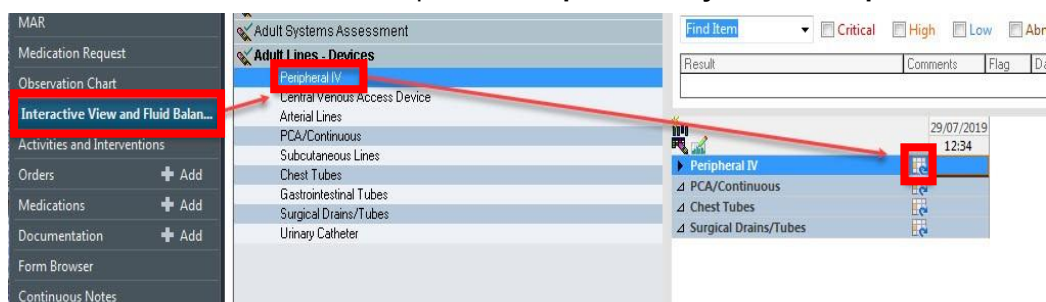 MAR
Medication Request
Observation Chart
Interactive View and Fluid Balan...
Activities and Interventions
Orders + Add
Medications + Add
Documentation + Add
Form Browser
Continuous Notes
Adult Systems Assessment
Adult Lines - Devices
Peripheral IV
Central Venous Access Device
Arterial Lines
PCA/Continuous
Subcutaneous Lines
Chest Tubes
Gastrointestinal Tubes
Surgical Drains/Tubes
Urinary Catheter
Find Item Critical High Low Abn
Result Comments Flag Da
29/07/2019
12:34
Peripheral IV
PCA/Continuous
Chest Tubes
Surgical Drains/Tubes